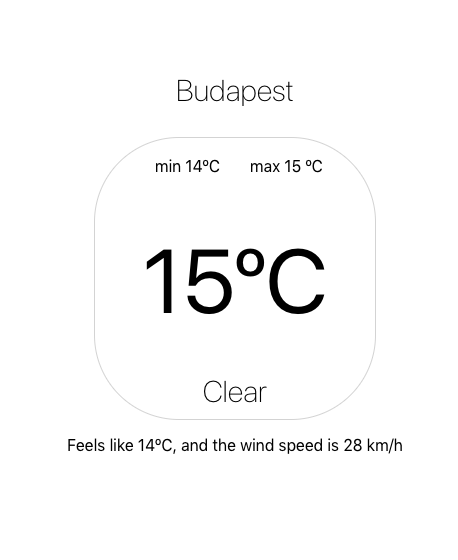 Budapest
min 14ºC max 15 ºC
15ºC
Clear
Feels like 14ºC, and the wind speed is 28 km/h